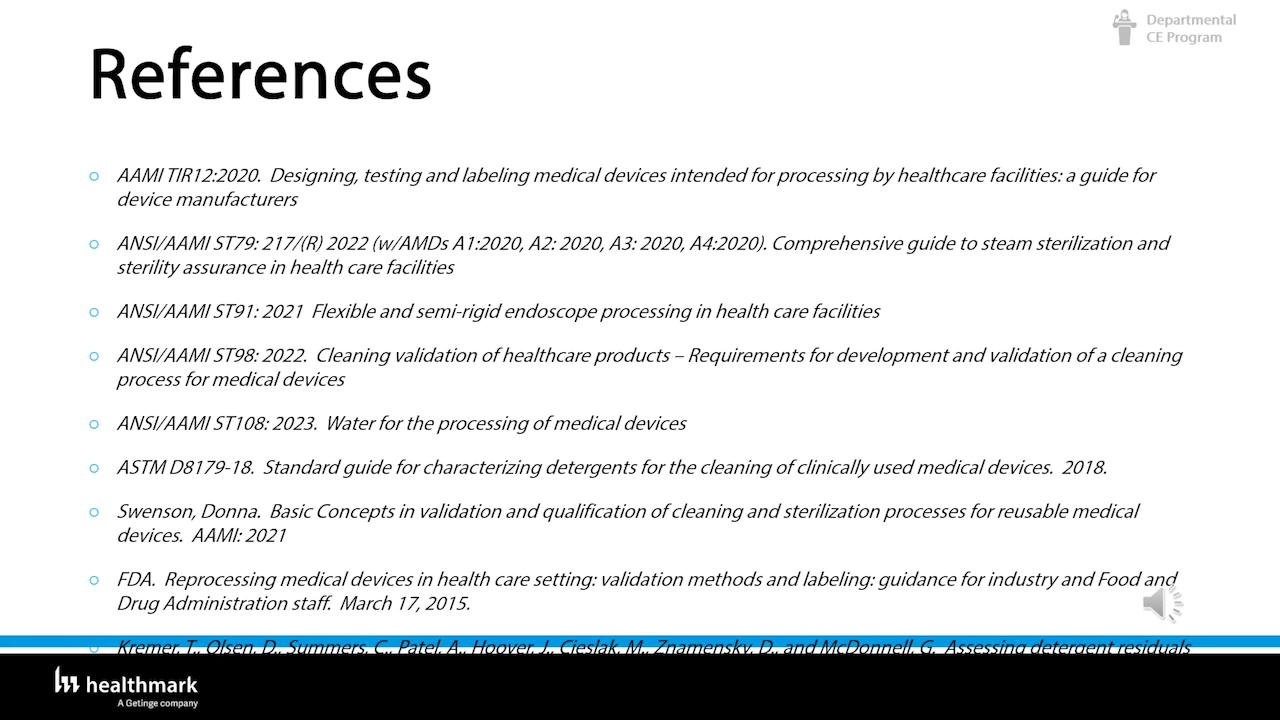 Departmental
CE Program
References
AAMI TIR12:2020. Designing, testing and labeling medical devices intended for processing by healthcare facilities: a guide for
device manufacturers
ANSI/AAMI ST79: 217/(R) 2022 (w/AMDs A1:2020, A2: 2020, A3: 2020, A4:2020). Comprehensive guide to steam sterilization and
sterility assurance in health care facilities
ANSI/AAMI ST91: 2021 Flexible and semi-rigid endoscope processing in health care facilities
ANSI/AAMI ST98: 2022. Cleaning validation of healthcare products – Requirements for development and validation of a cleaning
process for medical devices
ANSI/AAMI ST108: 2023. Water for the processing of medical devices
ASTM D8179-18. Standard guide for characterizing detergents for the cleaning of clinically used medical devices. 2018.
Swenson, Donna. Basic Concepts in validation and qualification of cleaning and sterilization processes for reusable medical
devices. AAMI: 2021
FDA. Reprocessing medical devices in health care setting: validation methods and labeling: guidance for industry and Food and
Drug Administration staff. March 17, 2015.
Kremer, T., Olsen, D., Summers, C., Patel, A., Hoover, J., Cieslak, M., Znamensky, D., and McDonnell, G. Assessing detergent residuals
healthmark
A Getinge company